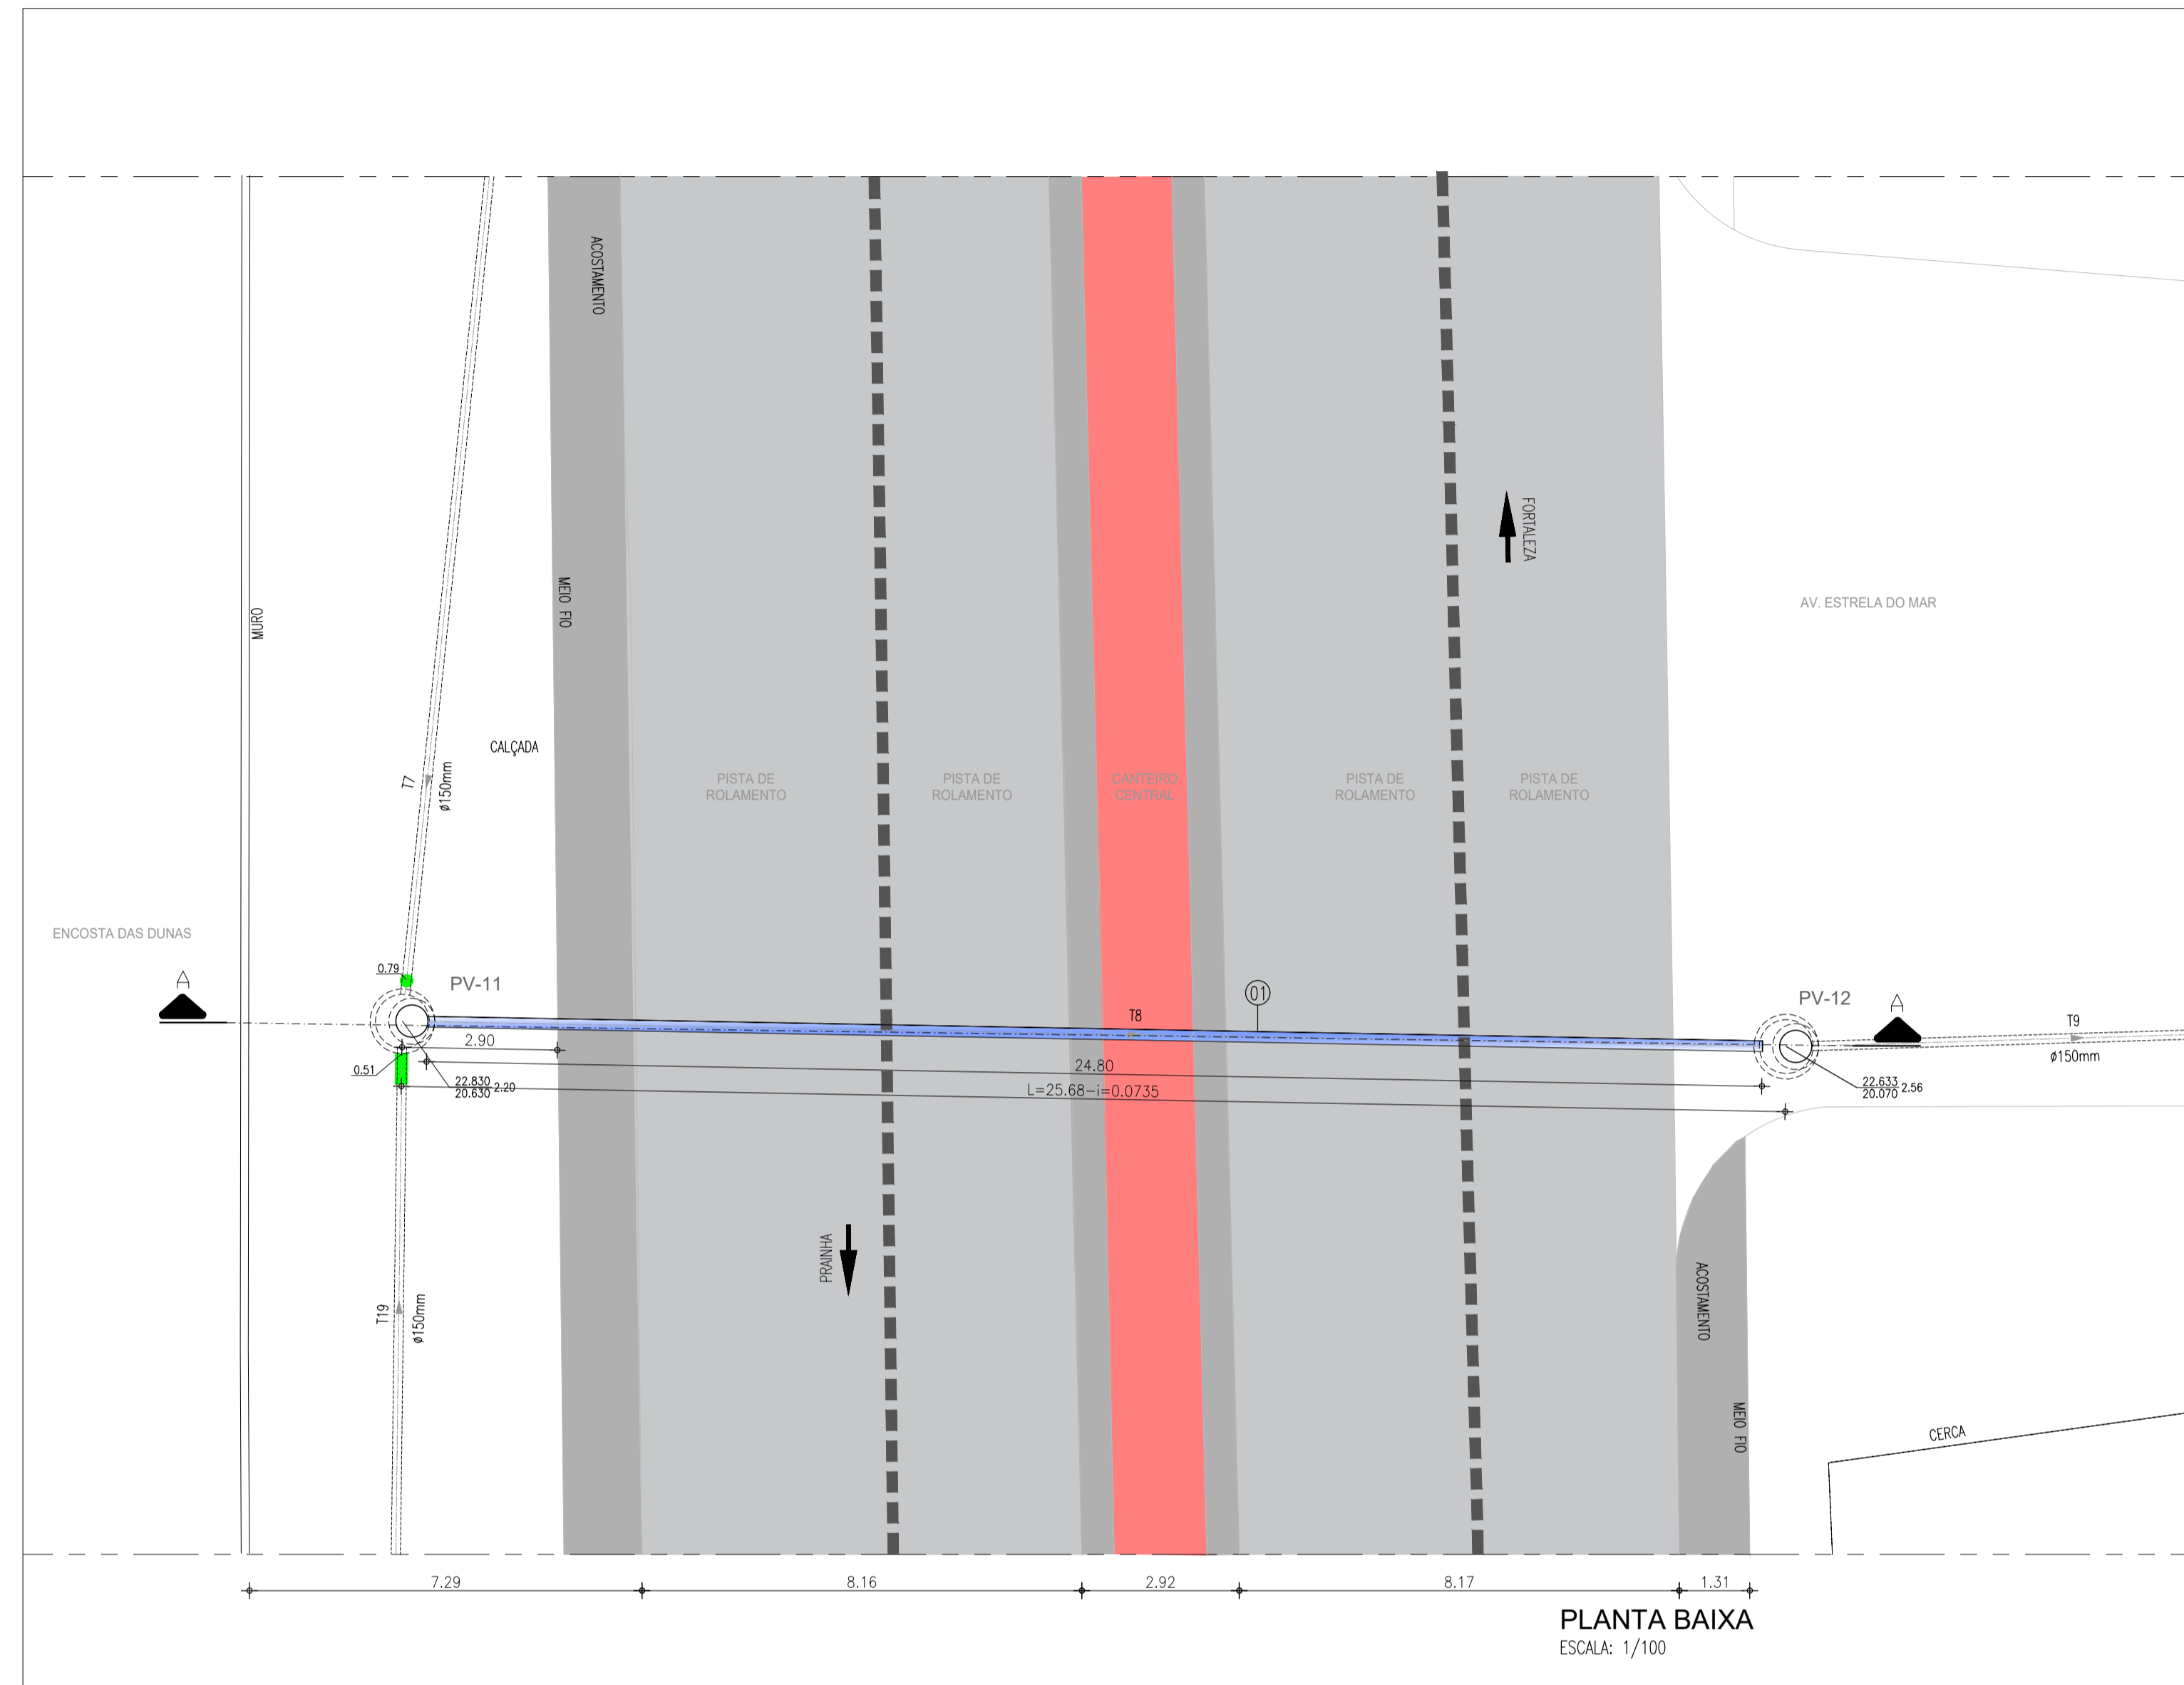 ACOSTAMENTO
FORTALEZA
MEIO FIO
AV. ESTRELA DO MAR
MURO
CALÇADA
T7
ø150mm
PISTA DE
ROLAMENTO
PISTA DE
ROLAMENTO
CANTEIRO
CENTRAL
PISTA DE
ROLAMENTO
PISTA DE
ROLAMENTO
ENCOSTA DAS DUNAS
0.79
PV-11
A
01
PV-12
A
T8
T9
ø150mm
2.90
24.80
0.51
22.830
20.630
2.20
L=25.68-i=0.0735
22.633
20.070
2.56
PRAINHA
T19
ø150mm
ACOSTAMENTO
MEIO FIO
CERCA
7.29
8.16
2.92
8.17
1.31
PLANTA BAIXA
ESCALA: 1/100